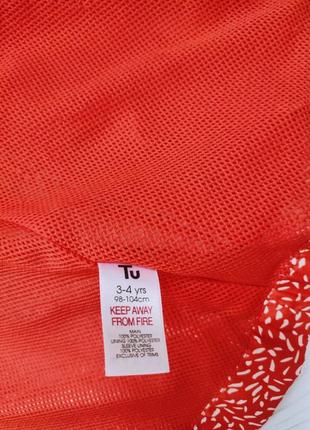 Tu
3-4 yrs
98-104cm
KEEP AWAY
FROM FIRE
MAIN
100% POLYESTER
LINING 100% POLYESTER
SLEEVE LINING
100% POLYESTER
EXCLUSIVE OF TRIMS